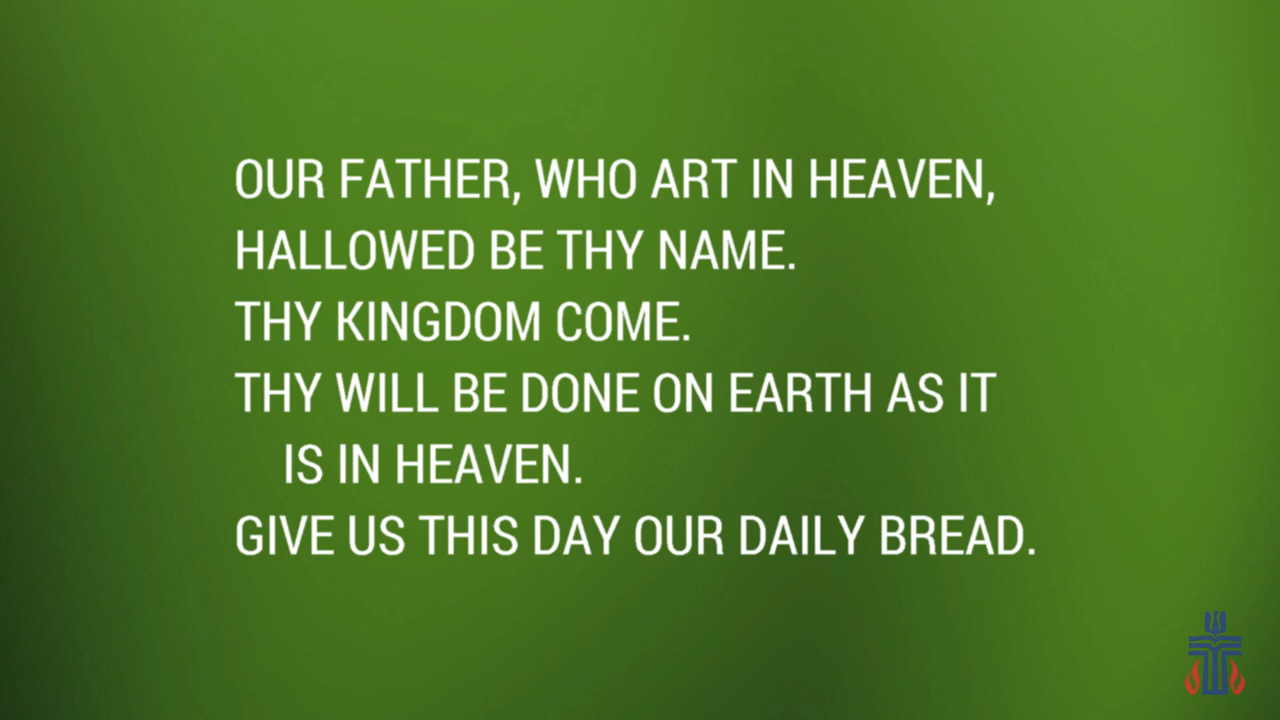 OUR FATHER, WHO ART IN HEAVEN,
HALLOWED BE THY NAME.
THY KINGDOM COME.
THY WILL BE DONE ON EARTH AS IT
IS IN HEAVEN.
GIVE US THIS DAY OUR DAILY BREAD.